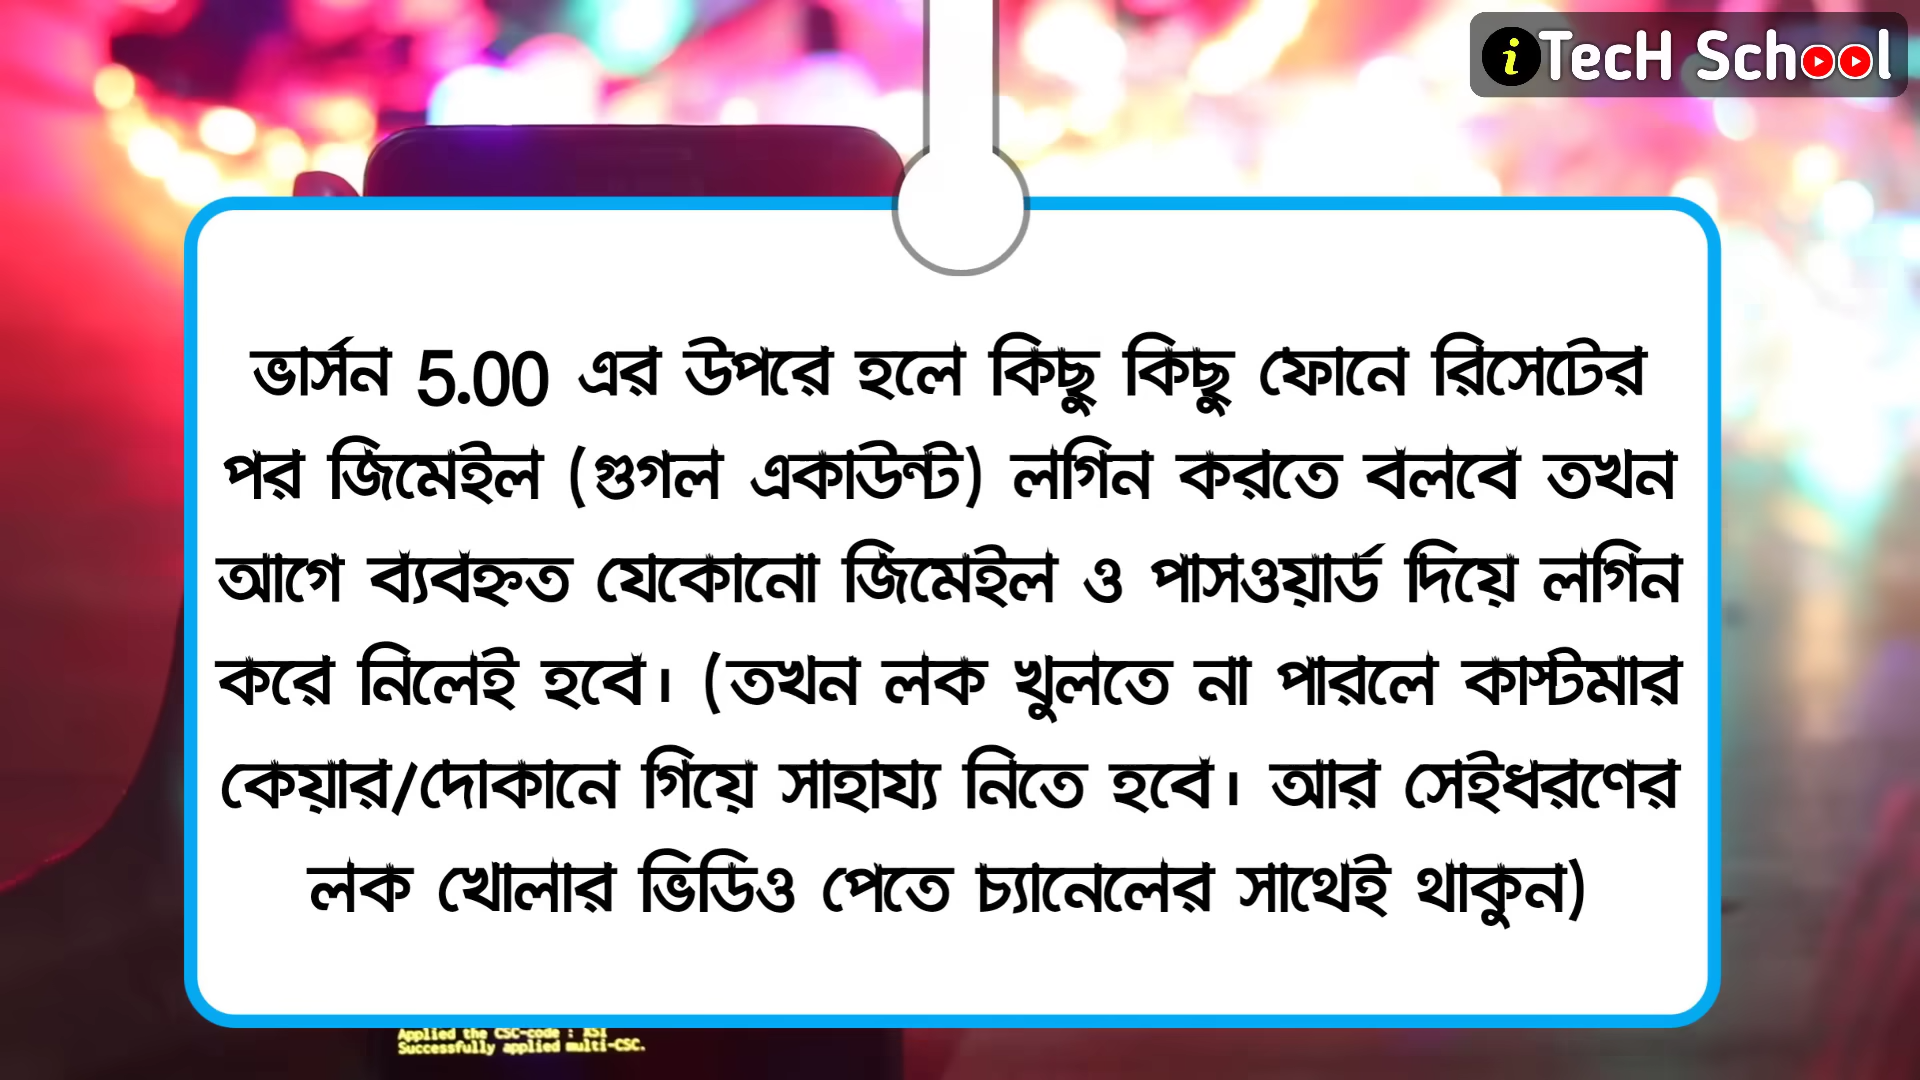 i TecH School
ভার্সন 5.00 এর উপরে হলে কিছু কিছু ফোনে রিসেটের
পর জিমেইল (গুগল একাউন্ট) লগিন করতে বলবে তখন
আগে ব্যবহৃত যেকোনো জিমেইল ও পাসওয়ার্ড দিয়ে লগিন
করে নিলেই হবে। (তখন লক খুলতে না পারলে কাস্টমার
কেয়ার/দোকানে গিয়ে সাহায্য নিতে হবে। আর সেইধরণের
লক খোলার ভিডিও পেতে চ্যানেলের সাথেই থাকুন)
Applied the CSC-code : XSI
Successfully applied multi-CSC.